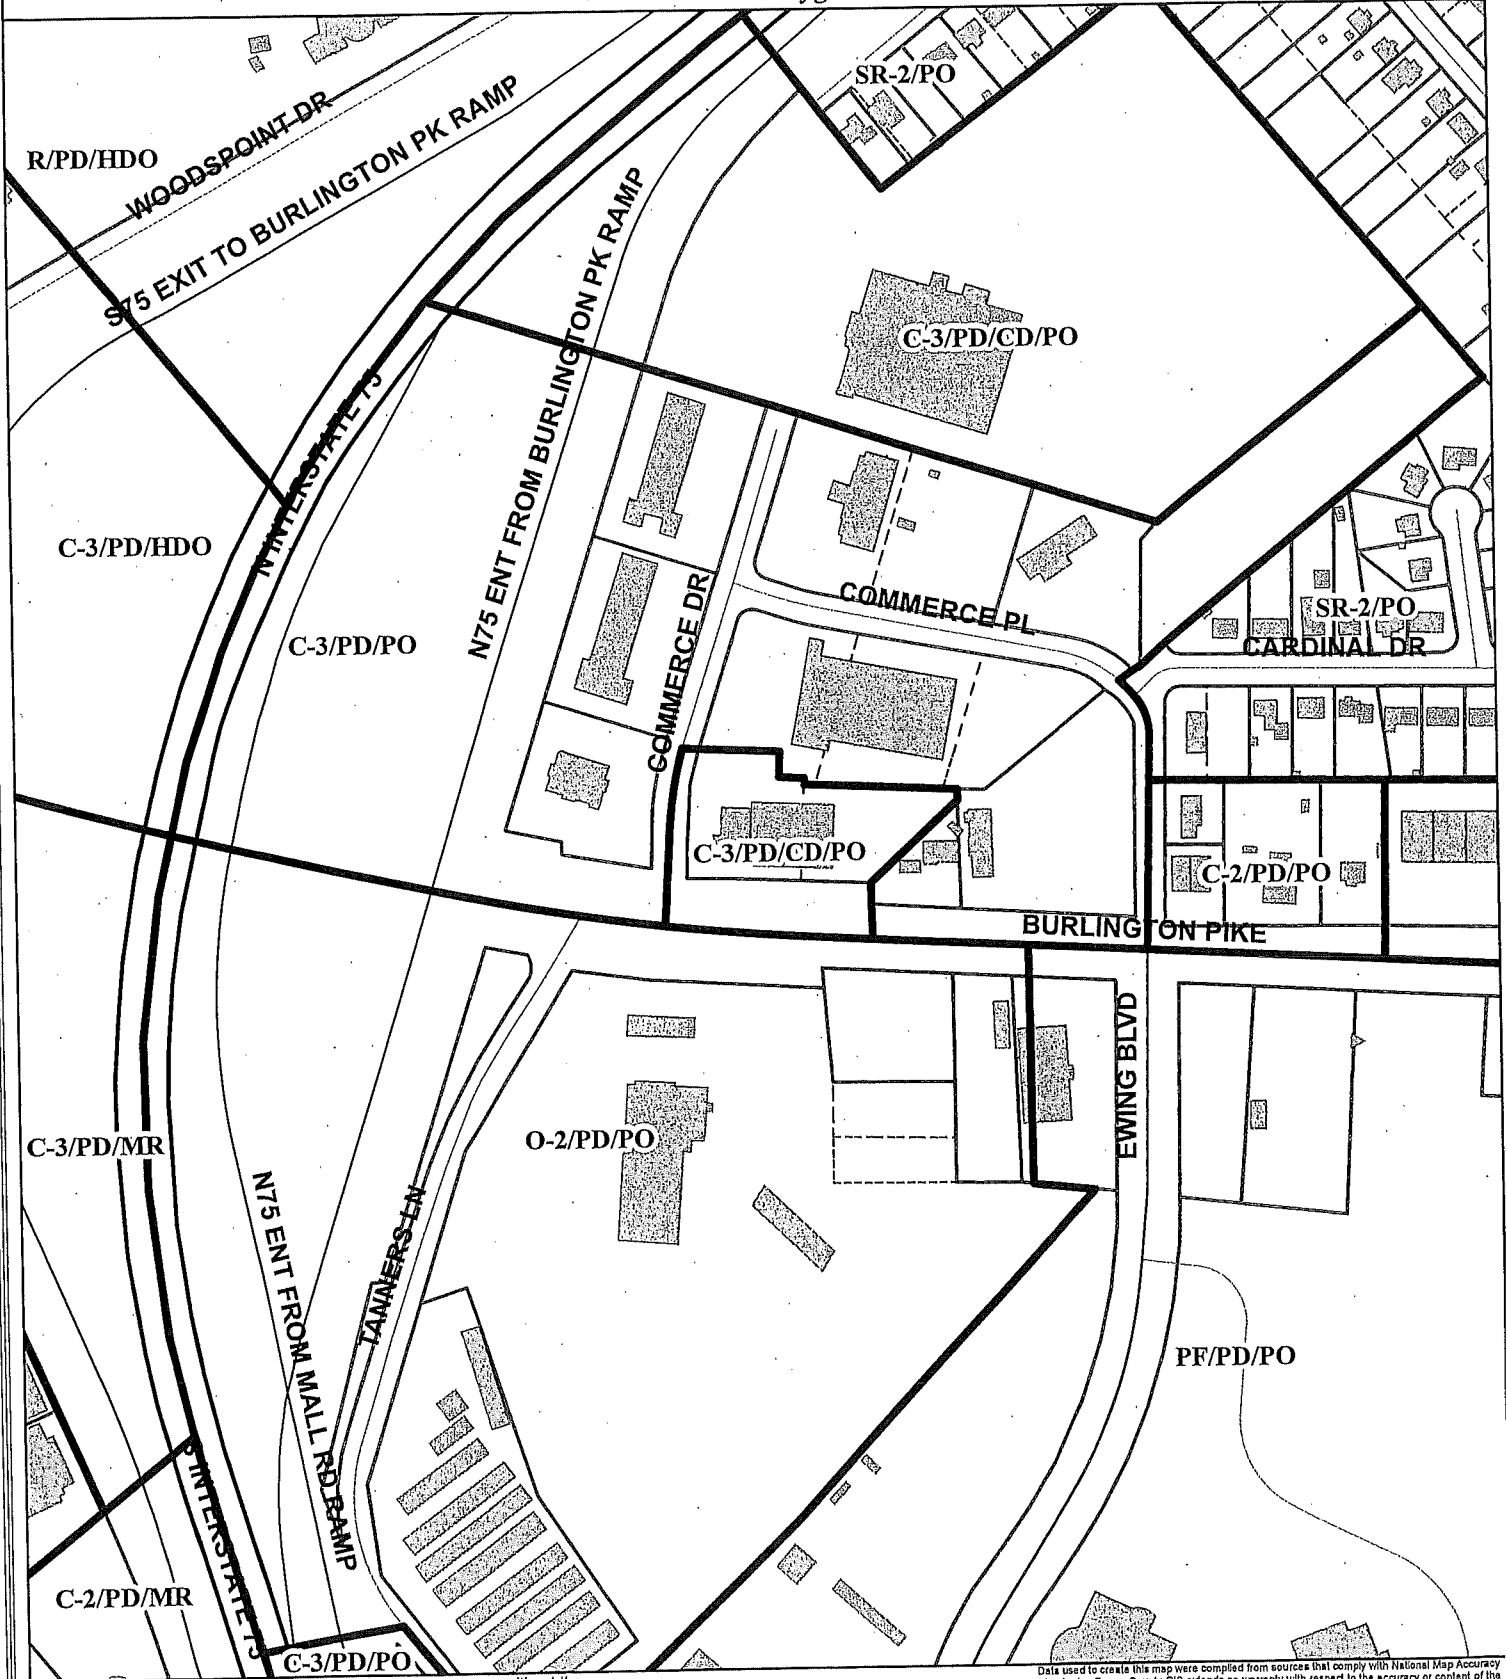 SR-2/PO
R/PD/HDO
WOODSPOINT DR
S75 EXIT TO BURLINGTON PK RAMP
N75 ENT FROM BURLINGTON PK RAMP
C-3/PD/CD/PO
N INTERSTATE 75
C-3/PD/HDO
C-3/PD/PO
COMMERCE DR
COMMERCE PL
SR-2/PO
CARDINAL DR
C-3/PD/CD/PO
C-2/PD/PO
BURLINGTON PIKE
EWING BLVD
C-3/PD/MR
O-2/PD/PO
N75 ENT FROM MALL RD RAMP
TANNERS LN
PF/PD/PO
S INTERSTATE 75
C-2/PD/MR
C-3/PD/PO
Data used to create this map were compiled from sources that comply with National Map Accuracy